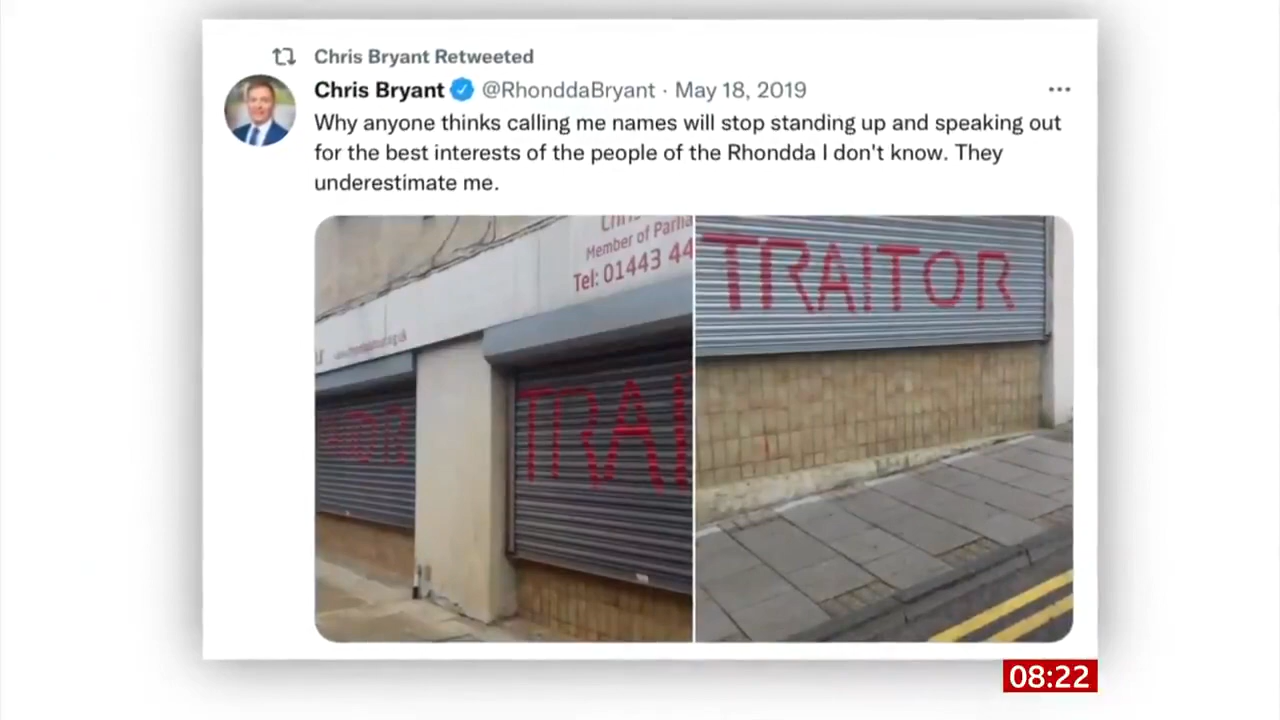 Chris Bryant Retweeted
Chris Bryant @RhonddaBryant · May 18, 2019
Why anyone thinks calling me names will stop standing up and speaking out
for the best interests of the people of the Rhondda I don't know. They
underestimate me.
Member of Parlia
Tel: 01443 44
TRAI
TRAITOR
08:22